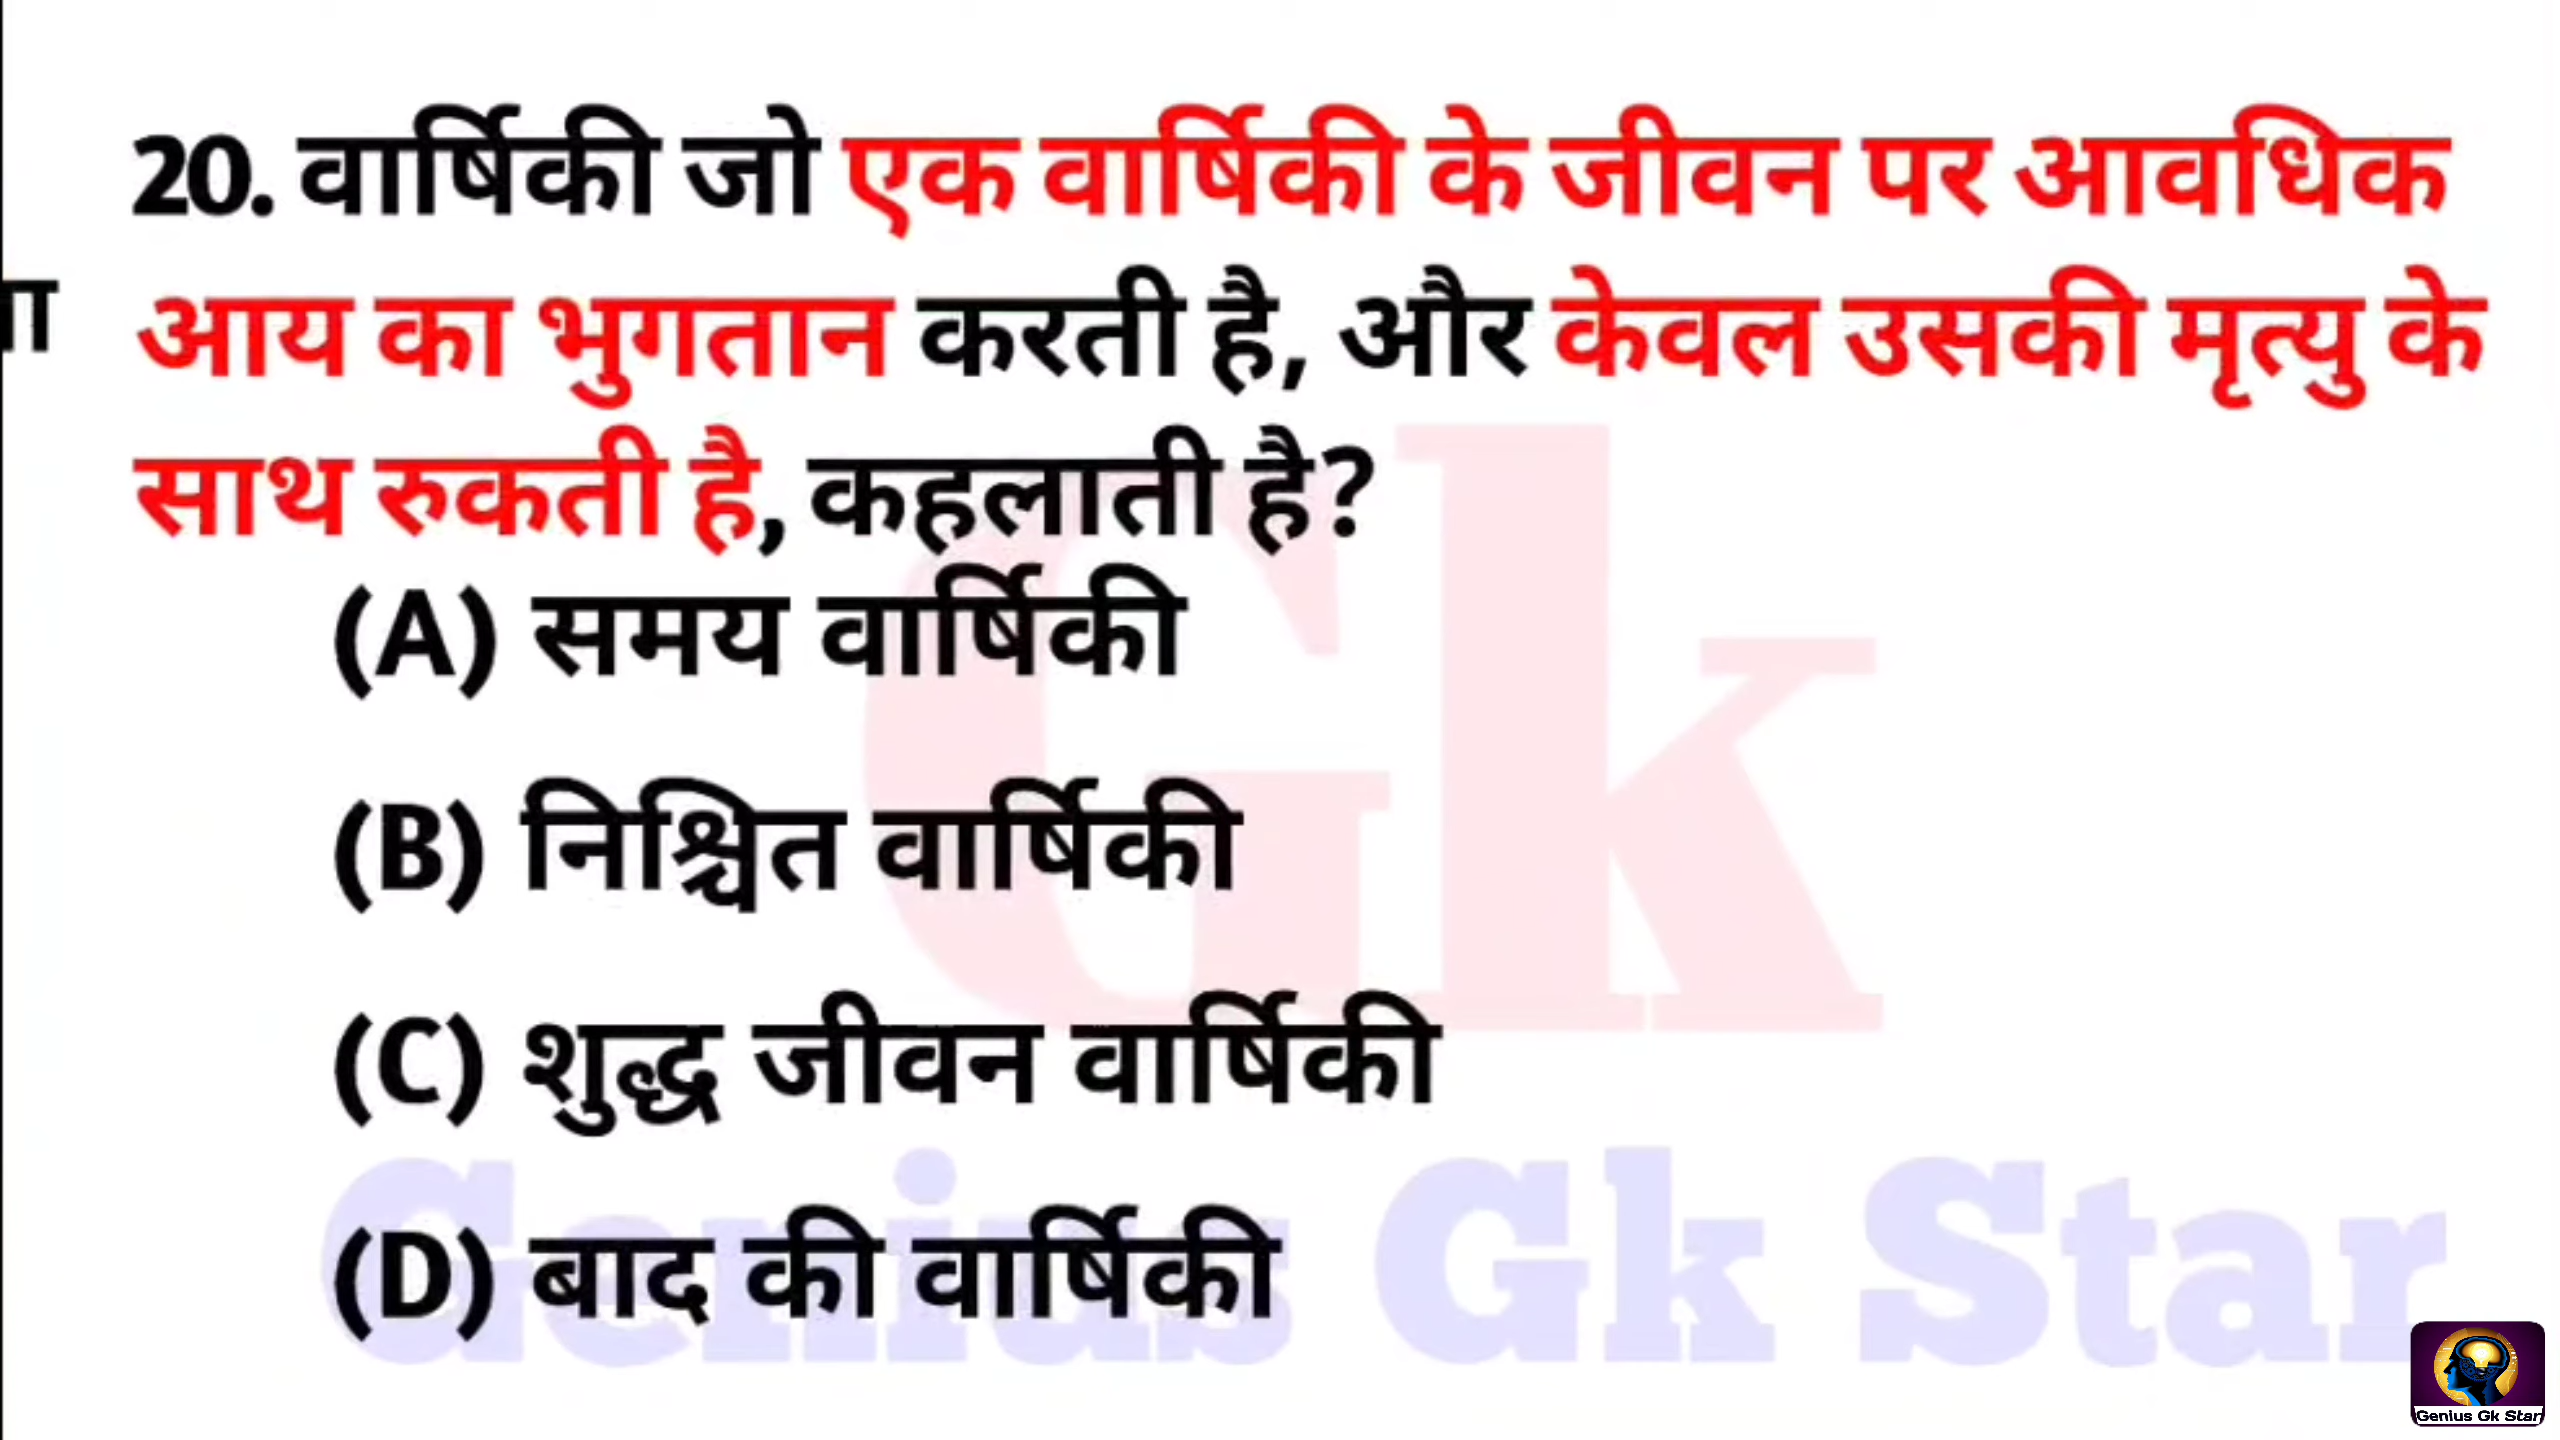 20. वार्षिकी जो एक वार्षिकी के जीवन पर आवधिक
आय का भुगतान करती है, और केवल उसकी मृत्यु के
साथ रुकती है, कहलाती है?
(A) समय वार्षिकी
(B) निश्चित वार्षिकी
(C) शुद्ध जीवन वार्षिकी
(D) बाद की वार्षिकी
Gk
Genius Gk Star
Genius Gk Star